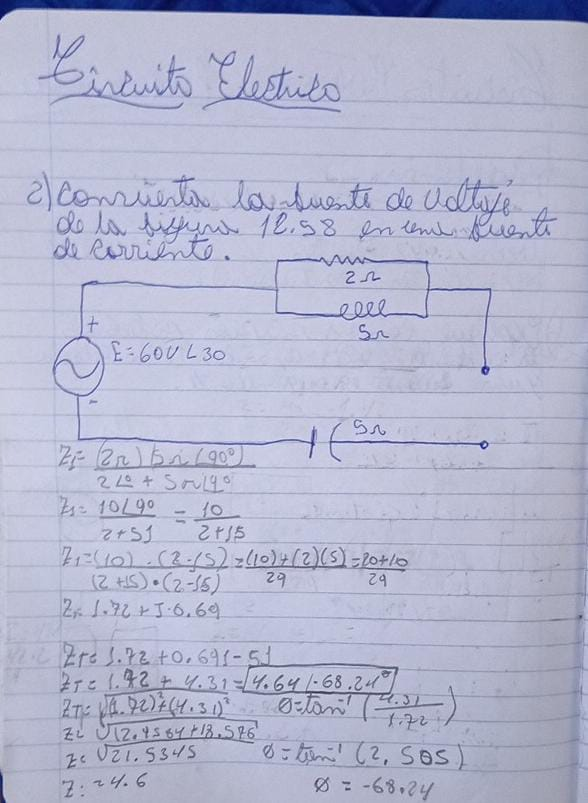 Circuito Electrico
2) Convierta la fuente de voltaje
de la figura 12.58 en una fuente
de corriente.
2Ω
5Ω
+
E=60V∠30
-
5Ω
Z₁= (2Ω)(5Ω∠90°) / 2∠0° + 5Ω∠90°
Z₁= 10∠90 / 2+5J = 10 / 2+J5
Z₁=(10) · (2-J5) / (2+J5)·(2-J5) = (10)+(2)(5) / 29 = 20+10 / 29
Z₁= 1.72 + J 0.69
ZT= 1.72 + 0.69J - 5J
ZT= 1.72 + 4.31 = 4.64 ∠-68.24°
ZT= √(1.72)²+(4.31)² Ø=tan⁻¹ (4.31 / 1.72)
Z= √(2.9584+18.576
Z= √21.5345 Ø=tan⁻¹ (2.505)
Z: =4.6 Ø = -68.24